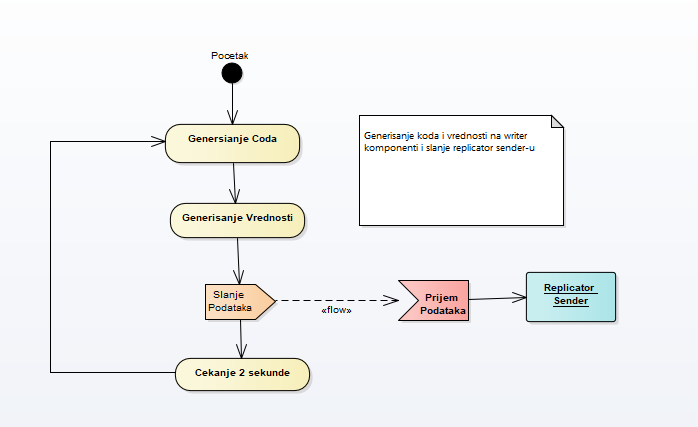 Pocetak
Genersianje Coda
Generisanje koda i vrednosti na writer
komponenti i slanje replicator sender-u
Generisanje Vrednosti
Slanje
Podataka
«flow»
Prijem
Podataka
Replicator
Sender
Cekanje 2 sekunde